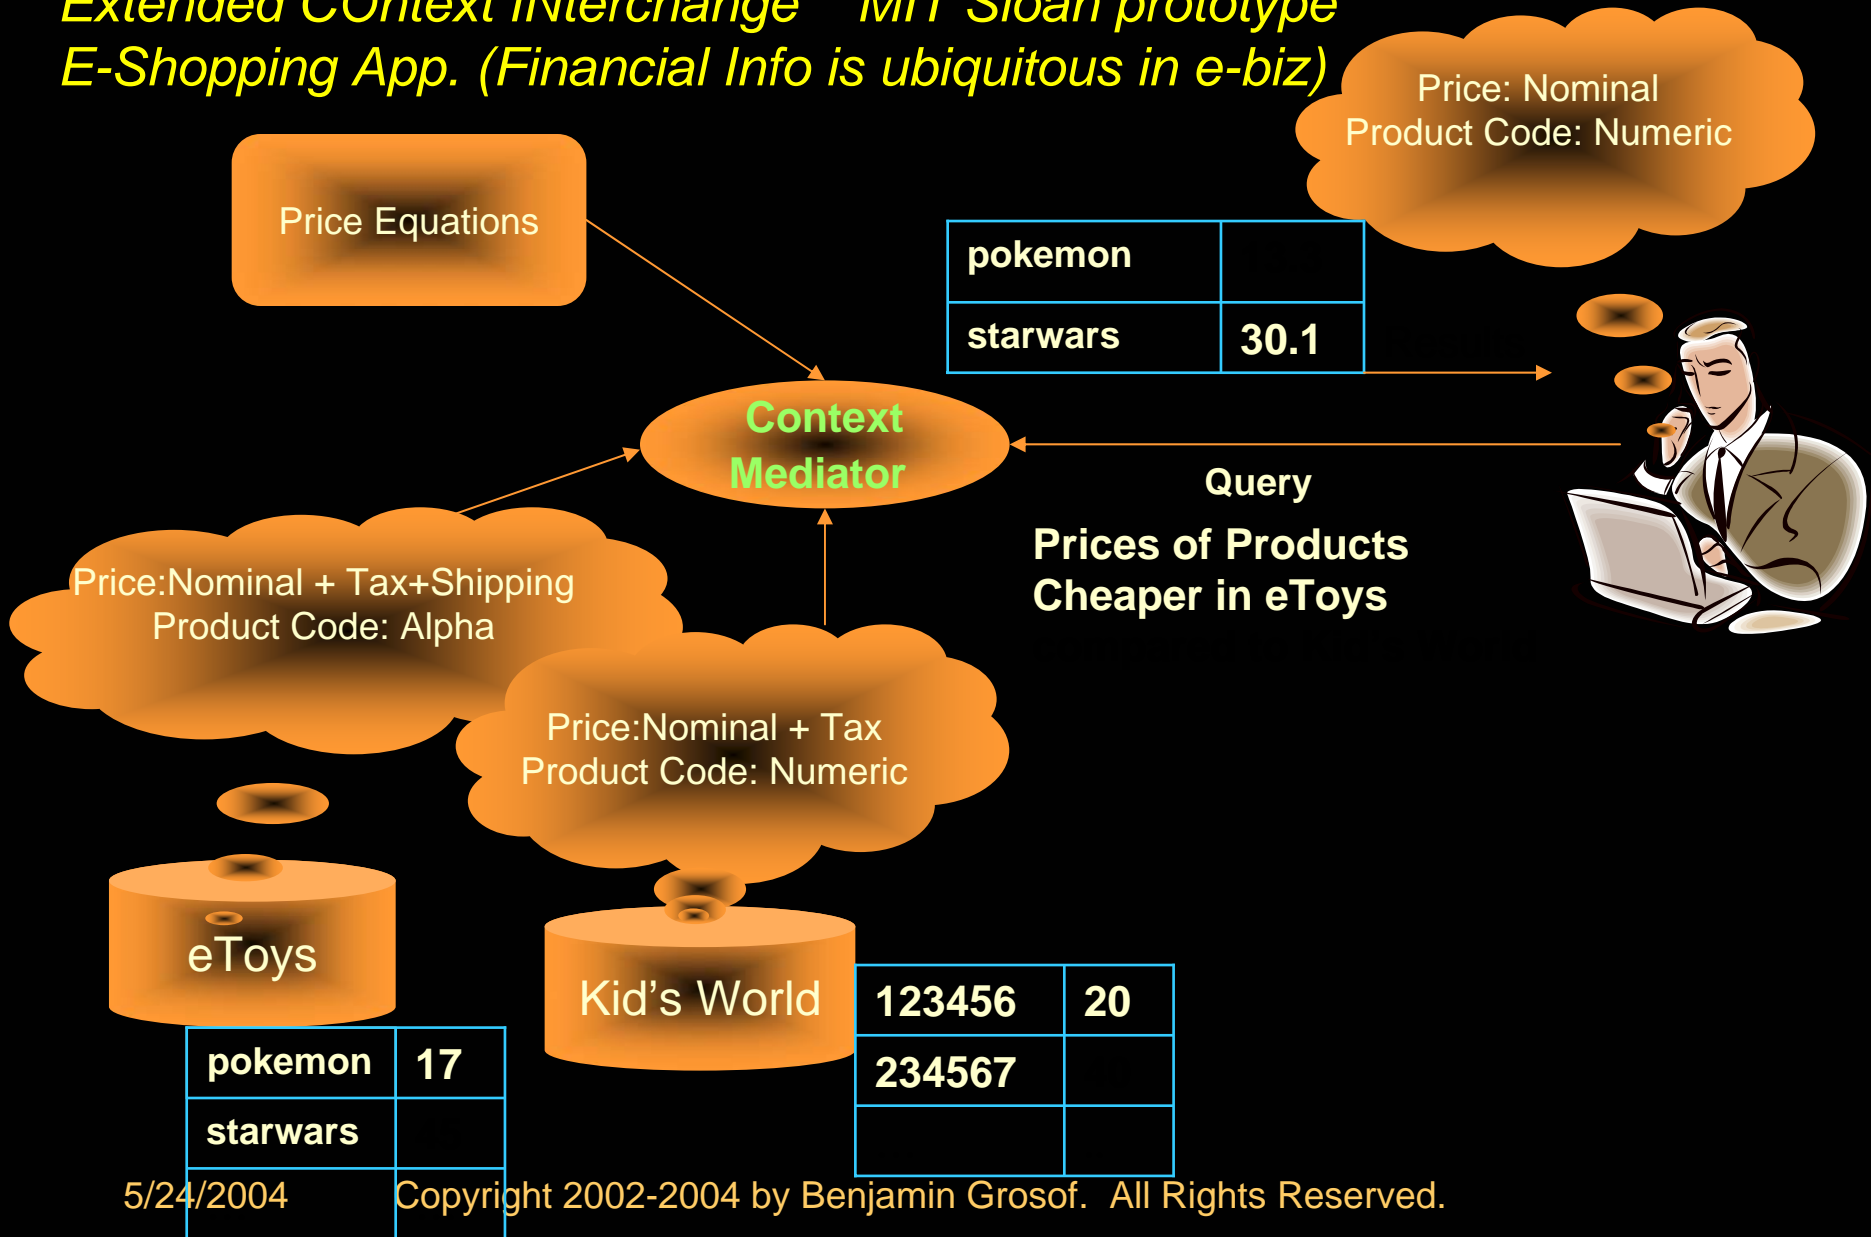 Extended COntext INterchange MIT Sloan prototype
E-Shopping App. (Financial Info is ubiquitous in e-biz)
Price: Nominal
Product Code: Numeric
Price Equations
pokemon
starwars 30.1
Context
Mediator
Query
Prices of Products
Cheaper in eToys
Price:Nominal + Tax+Shipping
Product Code: Alpha
Price:Nominal + Tax
Product Code: Numeric
eToys
Kid’s World
123456 20
234567
pokemon 17
starwars
5/24/2004 Copyright 2002-2004 by Benjamin Grosof. All Rights Reserved.